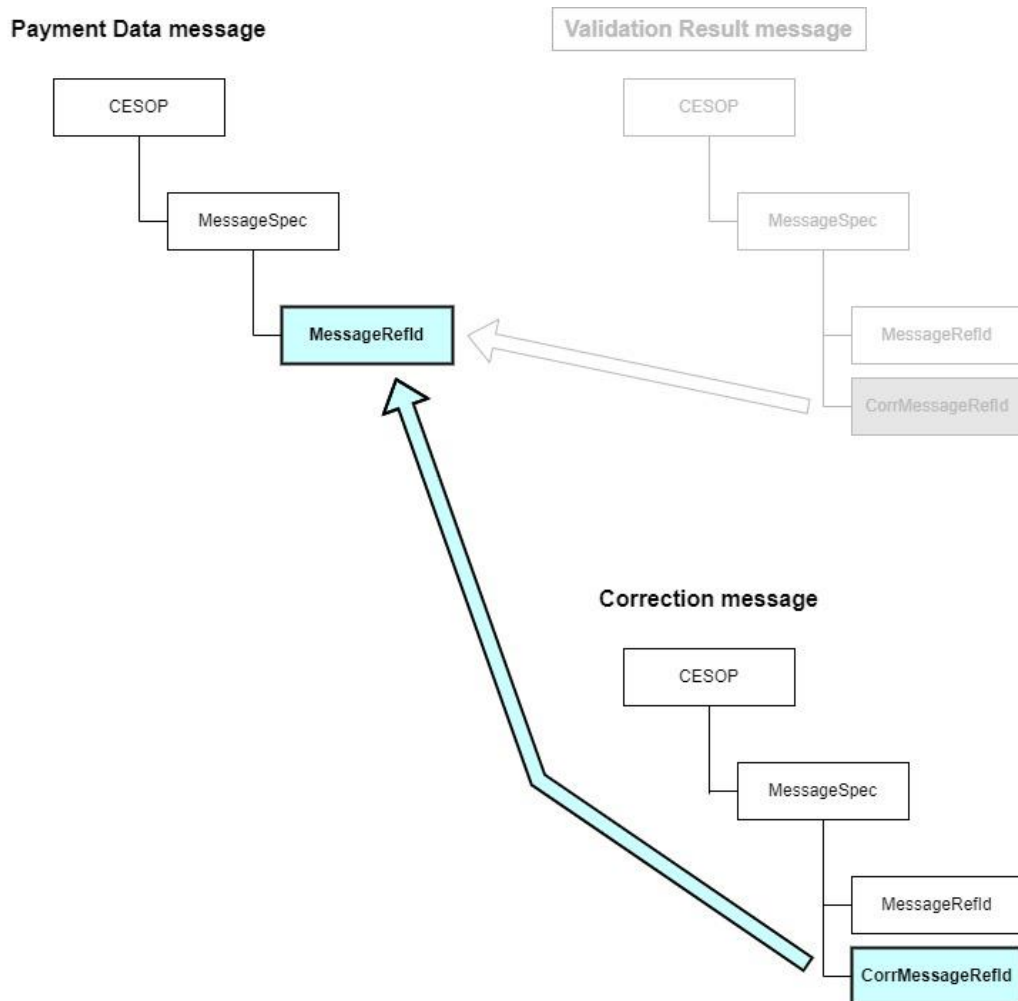 Payment Data message
Validation Result message
CESOP
CESOP
MessageSpec
MessageSpec
MessageRefId
MessageRefId
CorrMessageRefId
Correction message
CESOP
MessageSpec
MessageRefId
CorrMessageRefId